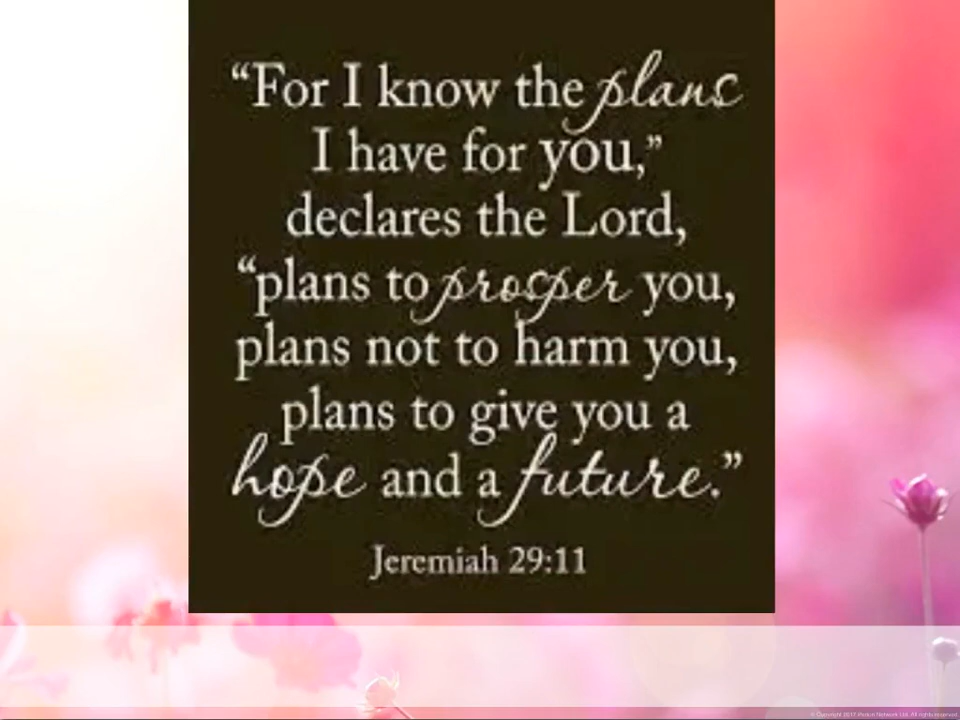 “For I know the plans
I have for you,”
declares the Lord,
“plans to prosper you,
plans not to harm you,
plans to give you a
hope and a future.”
Jeremiah 29:11